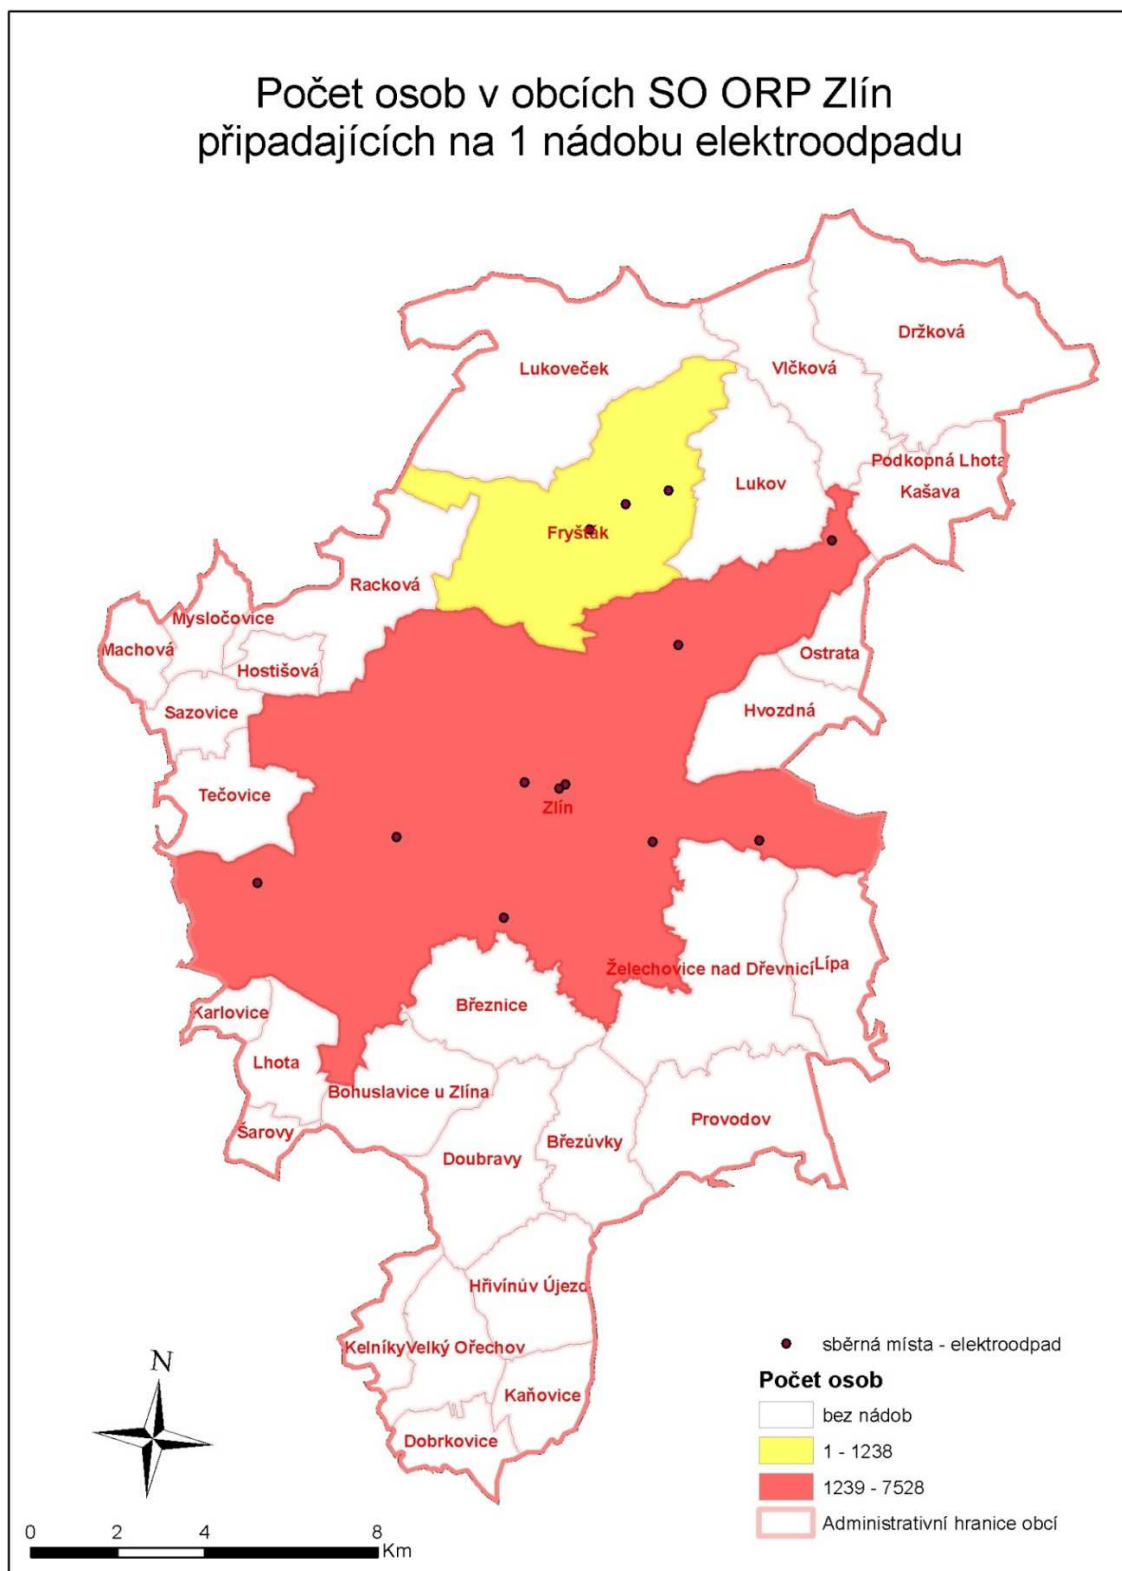 Počet osob v obcích SO ORP Zlín
připadajících na 1 nádobu elektroodpadu
Držková
Lukoveček
Vlčková
Podkopná Lhota
Lukov
Kašava
Fryšták
Racková
Mysločovice
Machová
Ostrata
Hostišová
Sazovice
Hvozdná
Tečovice
Zlín
Želechovice nad Dřevnicí
Lípa
Březnice
Karlovice
Lhota
Bohuslavice u Zlína
Provodov
Šarovy
Březůvky
Doubravy
Hřivínův Újezd
Kelníky
Velký Ořechov
Kaňovice
Dobrkovice
N
0 2 4 8
Km
sběrná místa - elektroodpad
Počet osob
bez nádob
1 - 1238
1239 - 7528
Administrativní hranice obcí